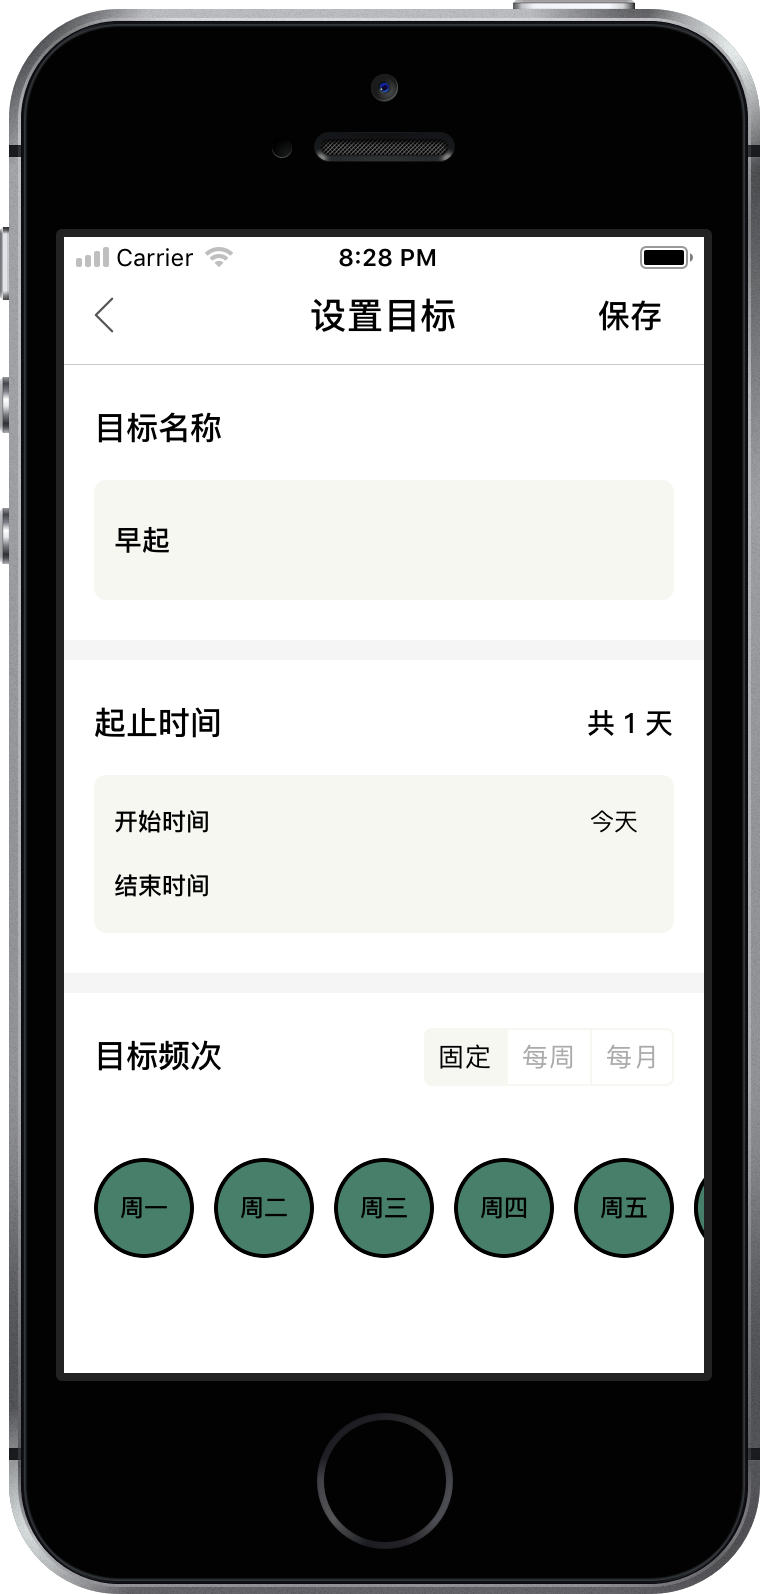 Carrier 8:28 PM
设置目标 保存
目标名称
早起
起止时间 共 1 天
开始时间 今天
结束时间
目标频次 固定 每周 每月
周一 周二 周三 周四 周五